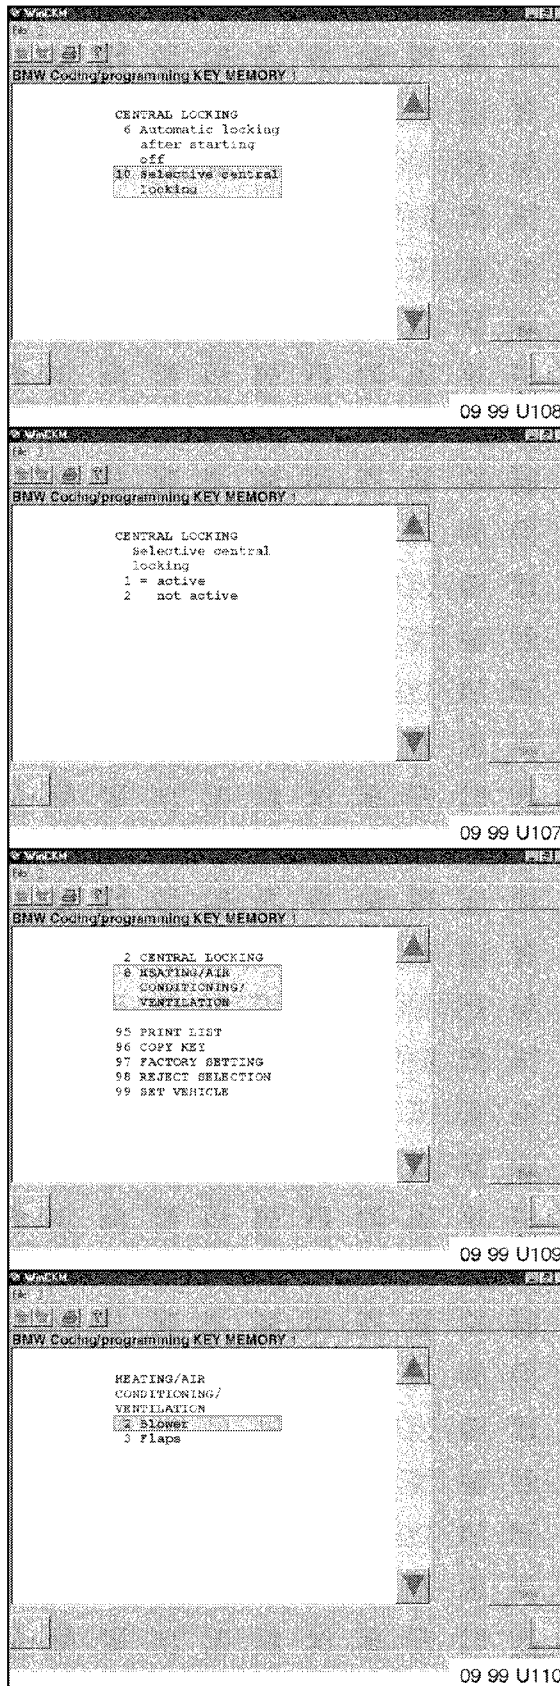 WinCKM
File ?
BMW Coding/programming KEY MEMORY
CENTRAL LOCKING
6 Automatic locking
after starting
off
10 Selective central
locking
09 99 U108
WinCKM
File ?
BMW Coding/programming KEY MEMORY
CENTRAL LOCKING
Selective central
locking
1 = active
2 not active
09 99 U107
WinCKM
File ?
BMW Coding/programming KEY MEMORY
2 CENTRAL LOCKING
8 HEATING/AIR
CONDITIONING/
VENTILATION
95 PRINT LIST
96 COPY KEY
97 FACTORY SETTING
98 REJECT SELECTION
99 SET VEHICLE
09 99 U109
WinCKM
File ?
BMW Coding/programming KEY MEMORY
HEATING/AIR
CONDITIONING/
VENTILATION
2 Blower
3 Flaps
09 99 U110